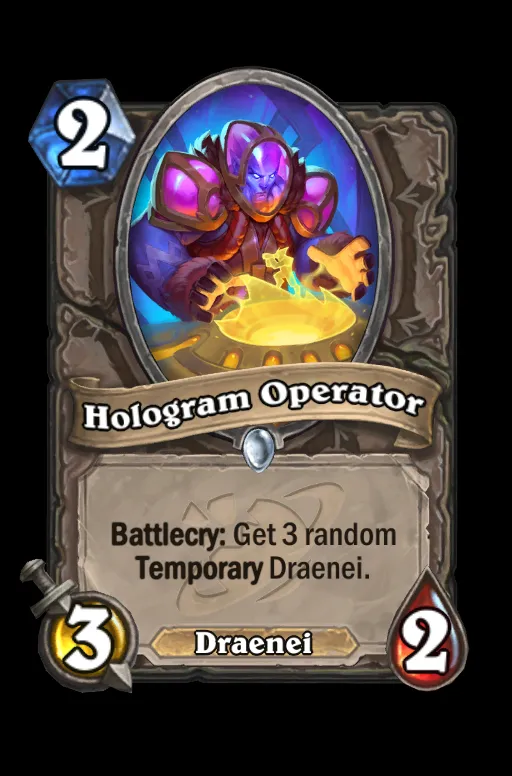 2
Hologram Operator
Battlecry: Get 3 random
Temporary Draenei.
3
Draenei
2